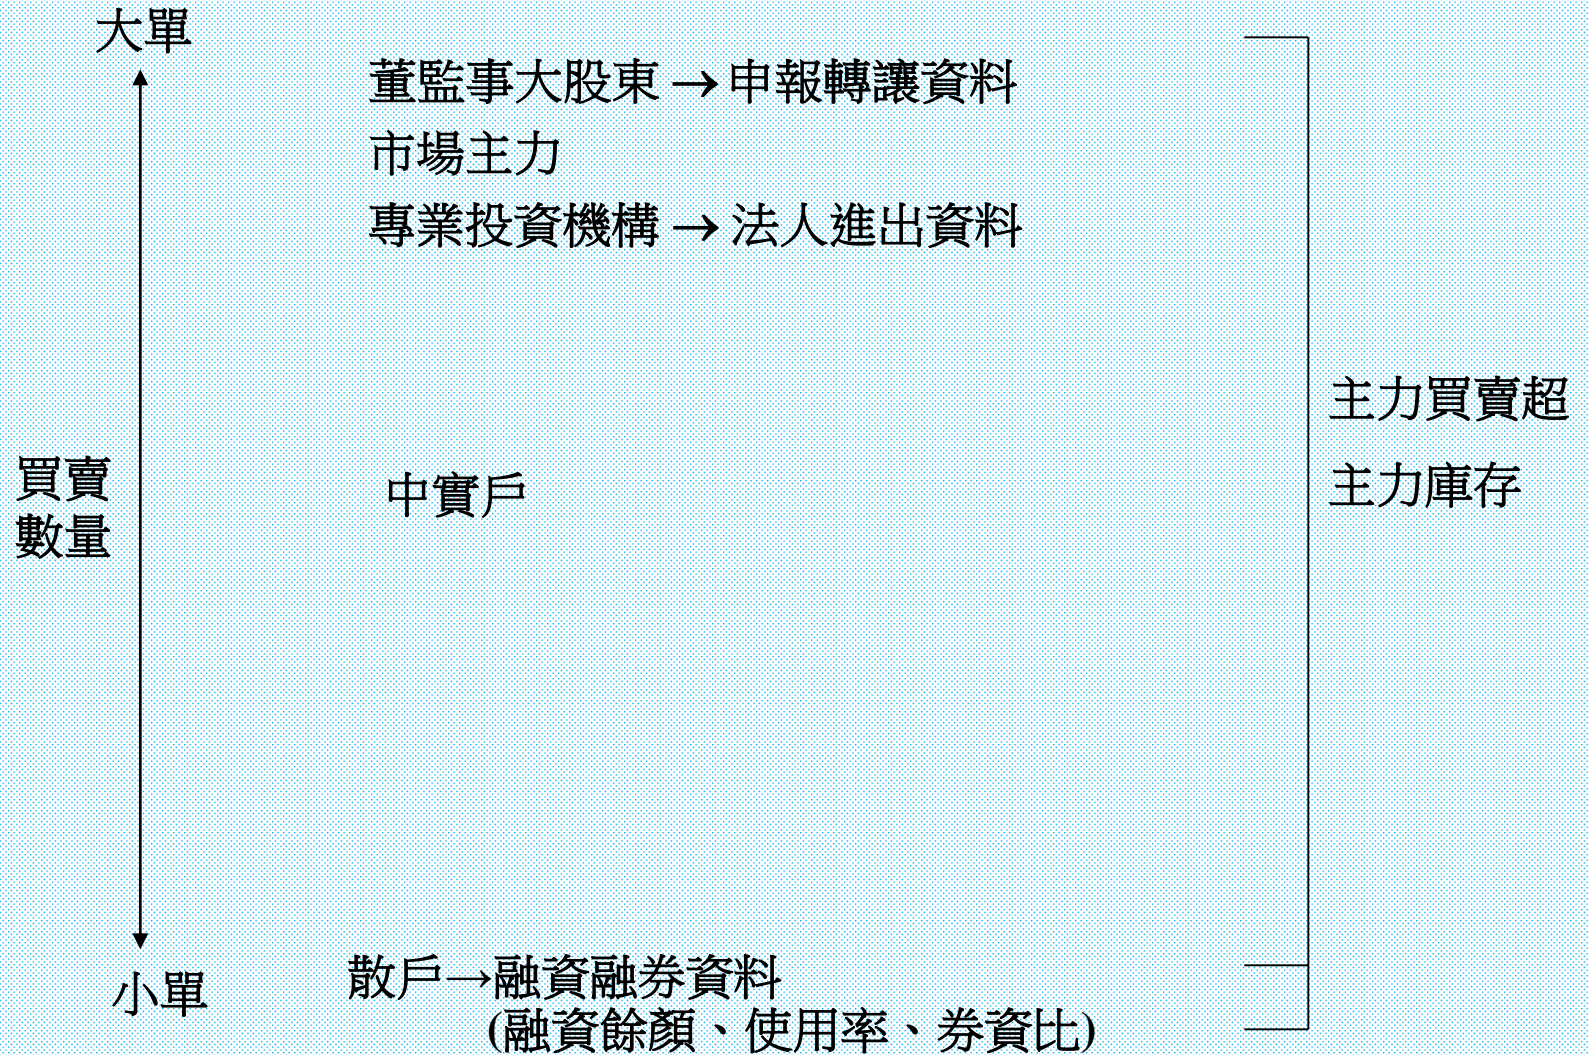 大單
董監事大股東→申報轉讓資料
市場主力
專業投資機構→法人進出資料
主力買賣超
買賣
數量
中實戶
主力庫存
散戶→融資融券資料
小單
(融資餘額、使用率、券資比)